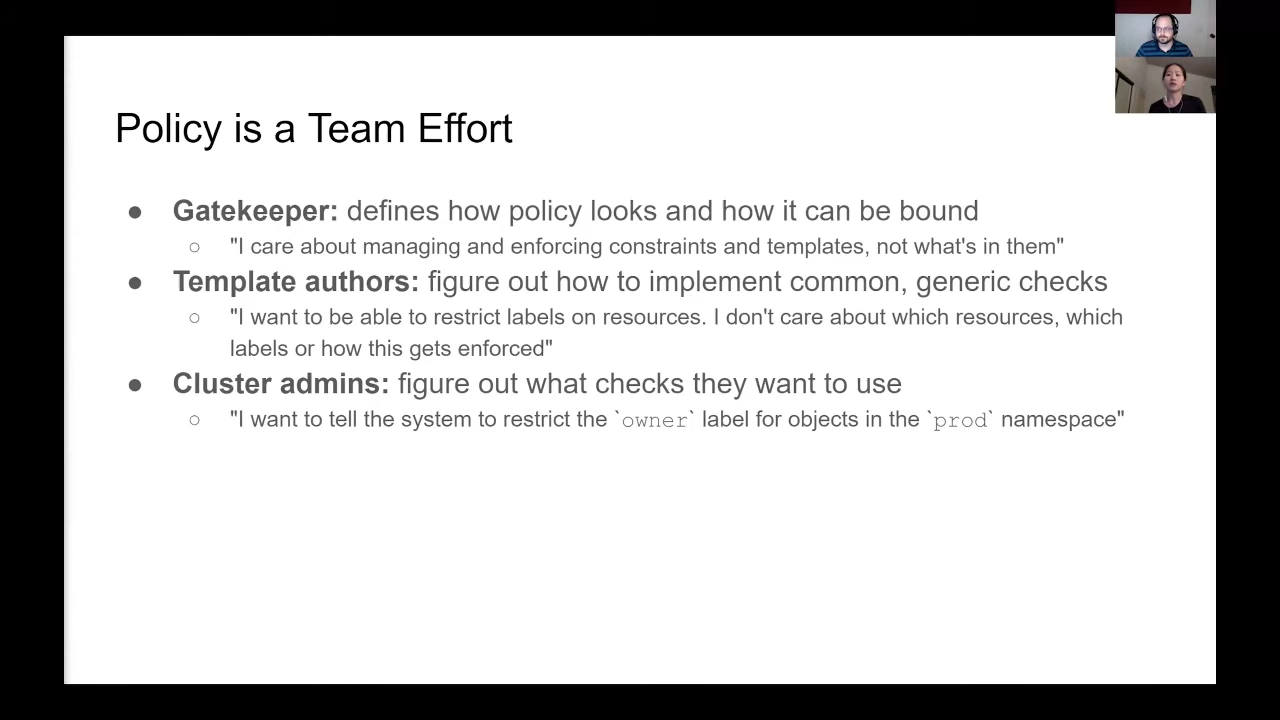 Policy is a Team Effort
● Gatekeeper: defines how policy looks and how it can be bound
○ "I care about managing and enforcing constraints and templates, not what's in them"
● Template authors: figure out how to implement common, generic checks
○ "I want to be able to restrict labels on resources. I don't care about which resources, which
labels or how this gets enforced"
● Cluster admins: figure out what checks they want to use
○ "I want to tell the system to restrict the `owner` label for objects in the `prod` namespace"